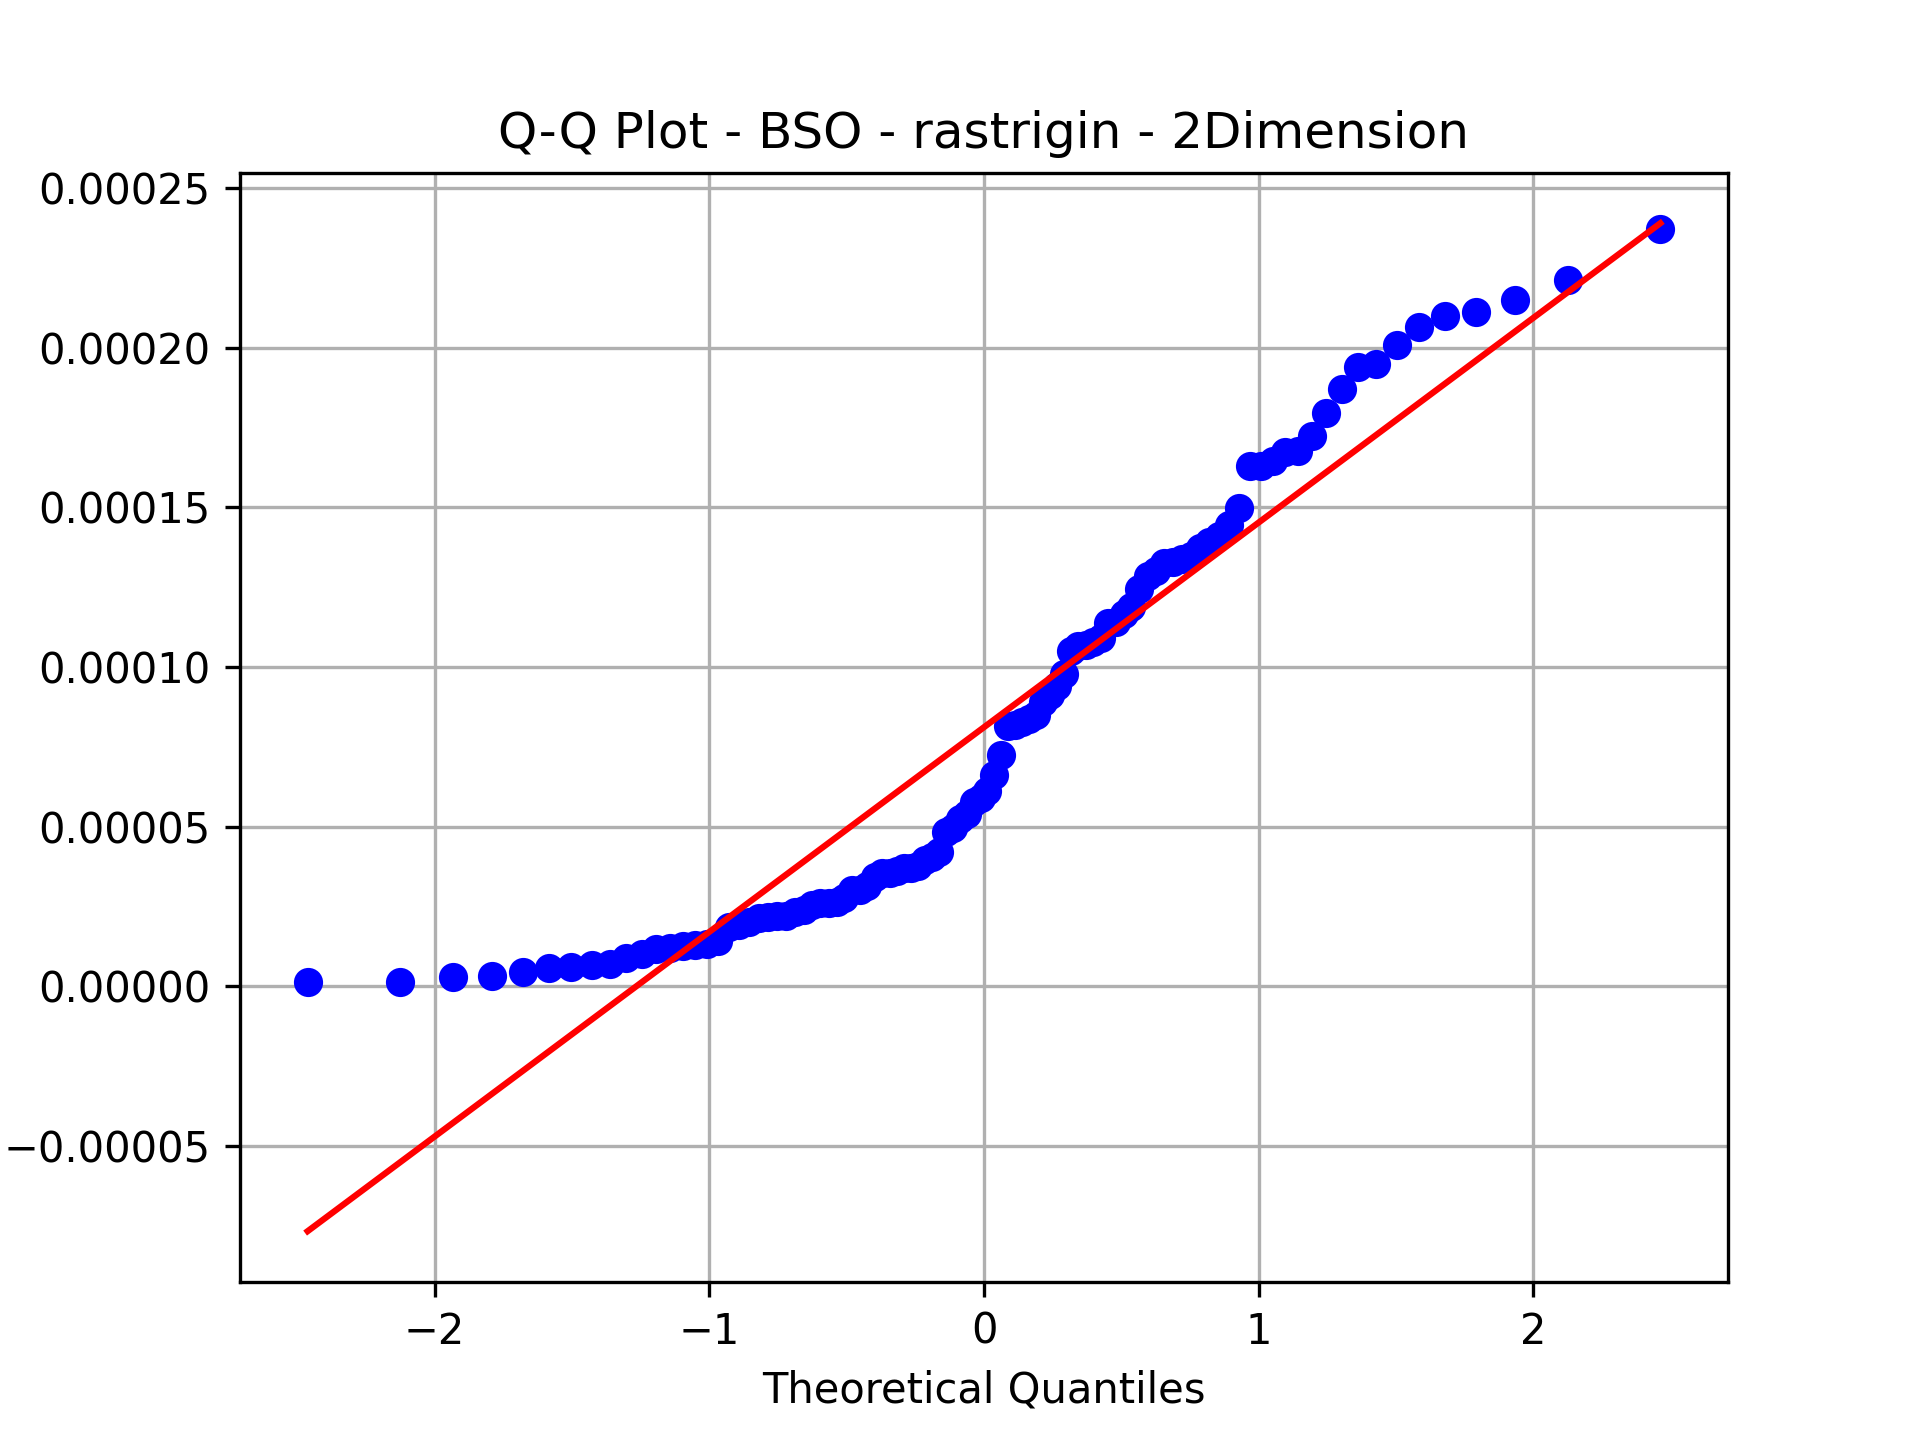 Q-Q Plot - BSO - rastrigin - 2Dimension
0.00025
0.00020
0.00015
0.00010
0.00005
0.00000
−0.00005
−2 −1 0 1 2
Theoretical Quantiles